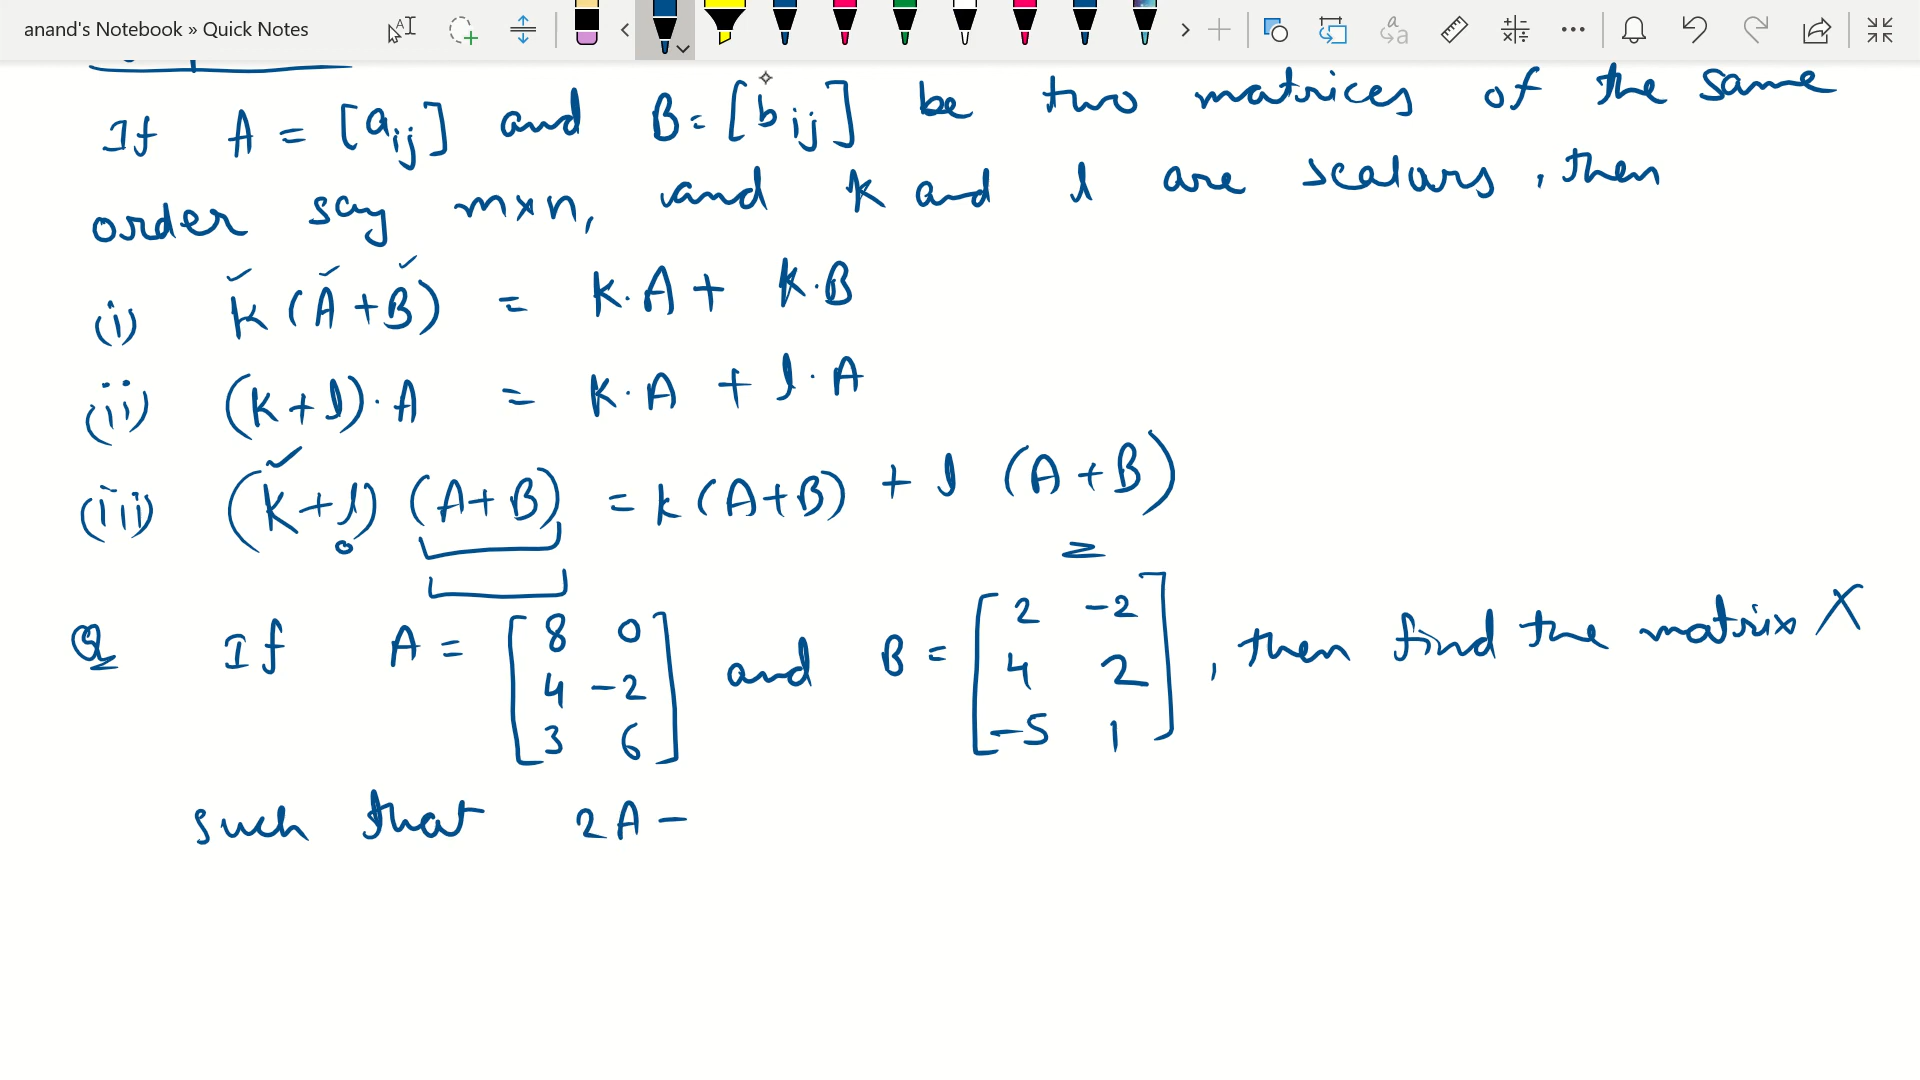 anand's Notebook » Quick Notes
If A = [aij] and B = [bij] be two matrices of the same
order say m×n, and k and l are scalars, then
(i) k (A+B) = k.A + k.B
(ii) (k+l).A = k.A + l.A
(iii) (k+l) (A+B) = k (A+B) + l (A+B)
Q If A = [8 0 4 -2 3 6] and B = [2 -2 4 2 -5 1], then find the matrix X
such that 2A -